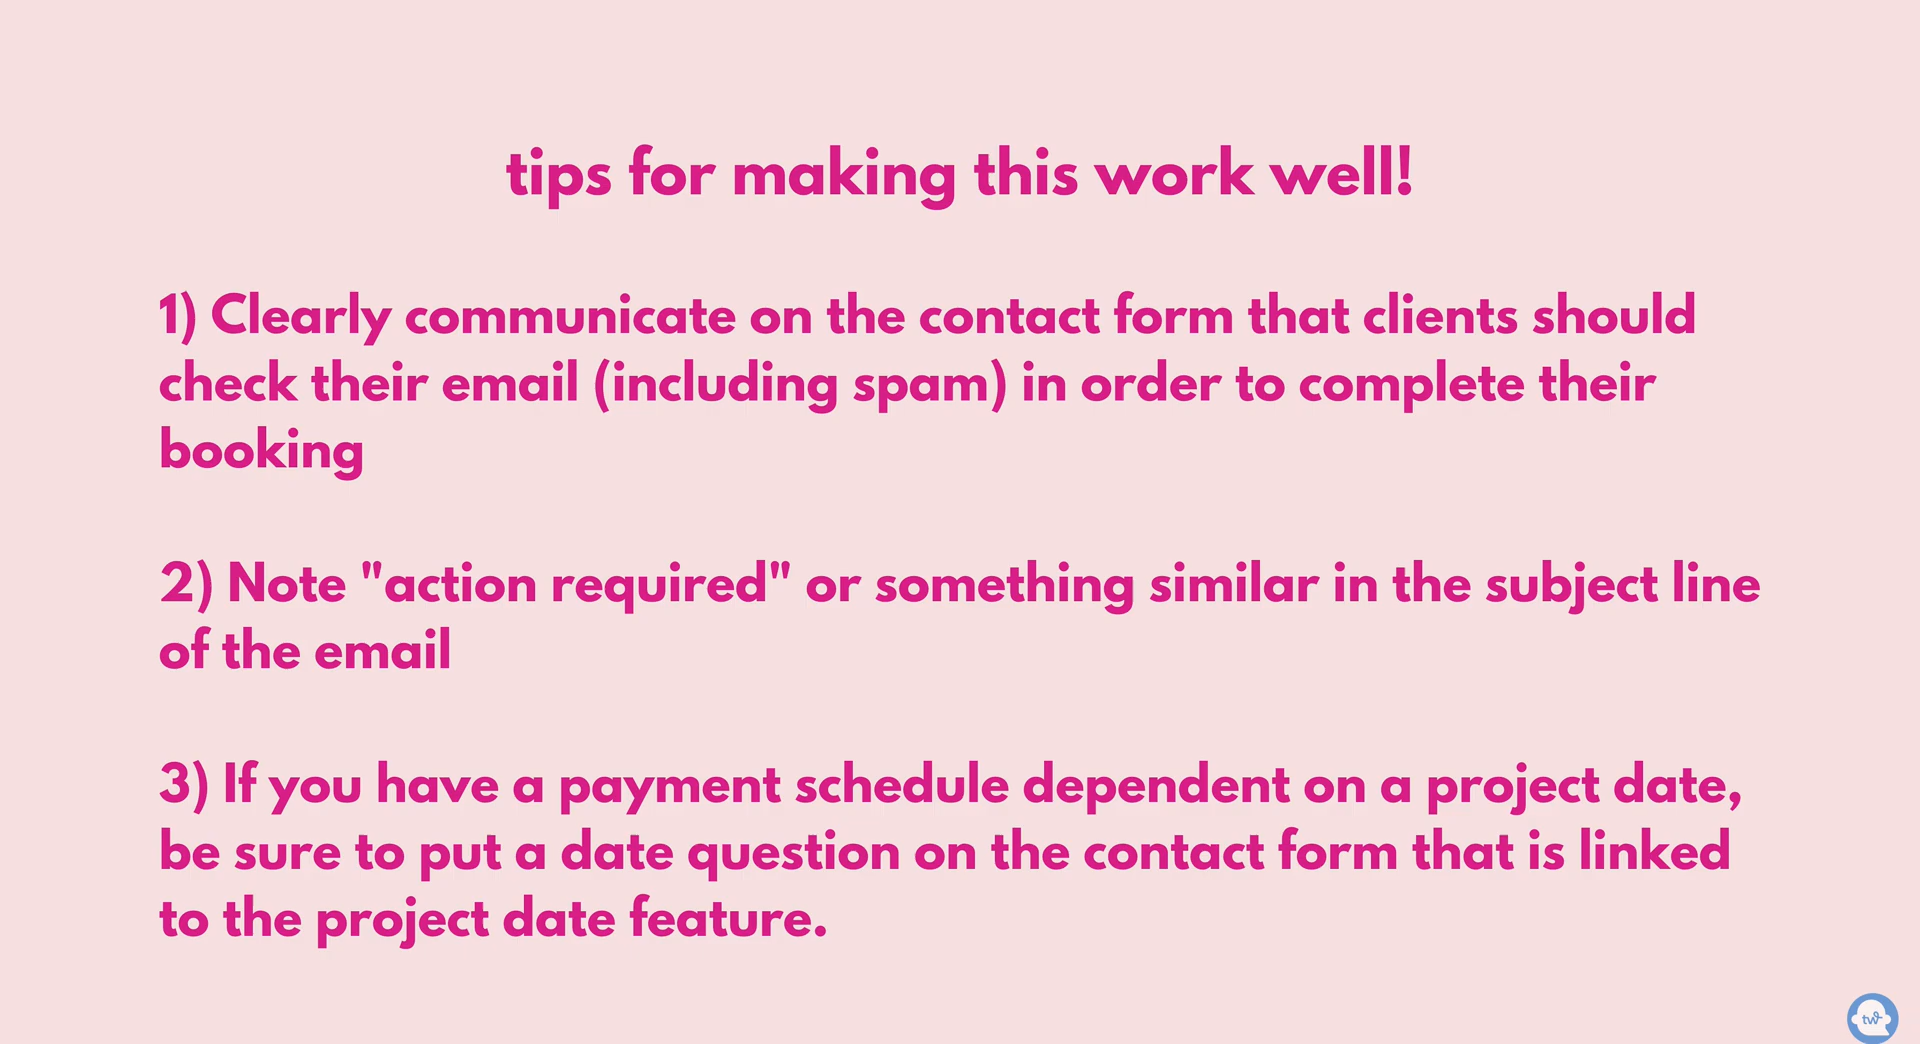 tips for making this work well!
1) Clearly communicate on the contact form that clients should
check their email (including spam) in order to complete their
booking
2) Note "action required" or something similar in the subject line
of the email
3) If you have a payment schedule dependent on a project date,
be sure to put a date question on the contact form that is linked
to the project date feature.
tw